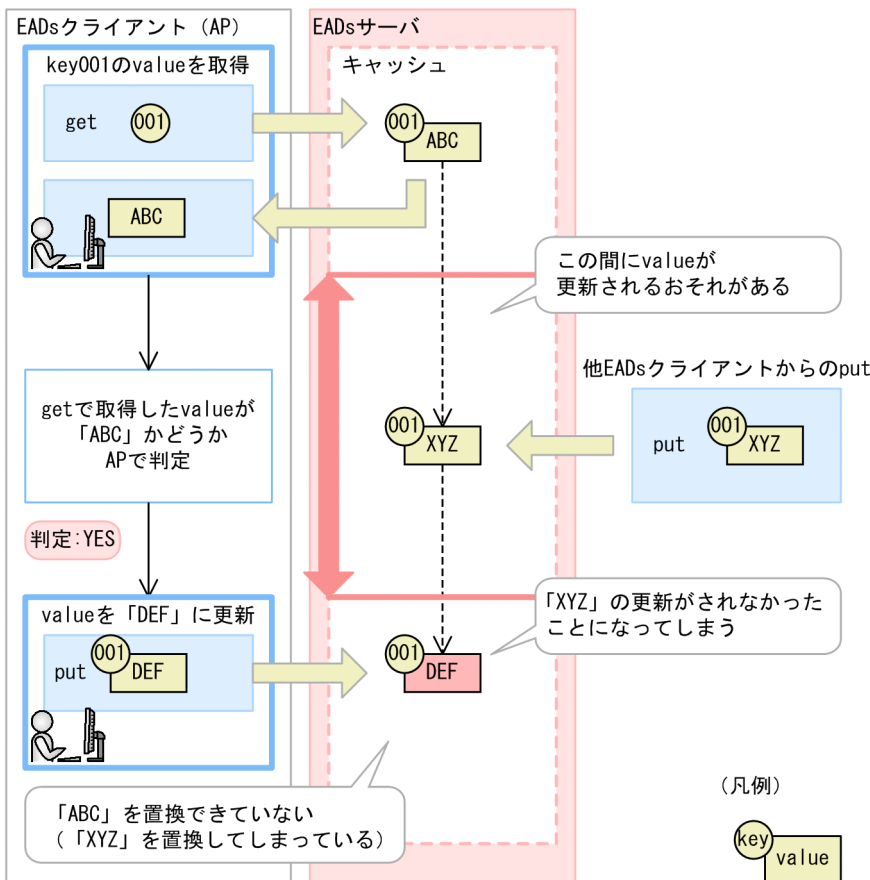 EADsクライアント（AP）
EADsサーバ
key001のvalueを取得
キャッシュ
get
001
001
ABC
ABC
この間にvalueが
更新されるおそれがある
他EADsクライアントからのput
getで取得したvalueが
「ABC」かどうか
APで判定
001
XYZ
put
001
XYZ
判定:YES
valueを「DEF」に更新
「XYZ」の更新がされなかった
ことになってしまう
put
001
DEF
001
DEF
「ABC」を置換できていない
（「XYZ」を置換してしまっている）
（凡例）
key
value